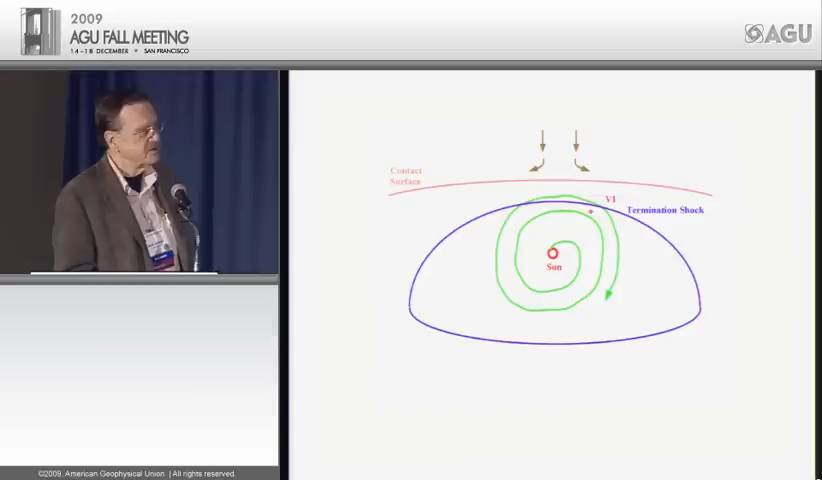 2009
AGU FALL MEETING
14-18 DECEMBER • SAN FRANCISCO
AGU
Contact
Surface
V1
Termination Shock
Sun
©2009. American Geophysical Union. | All rights reserved.